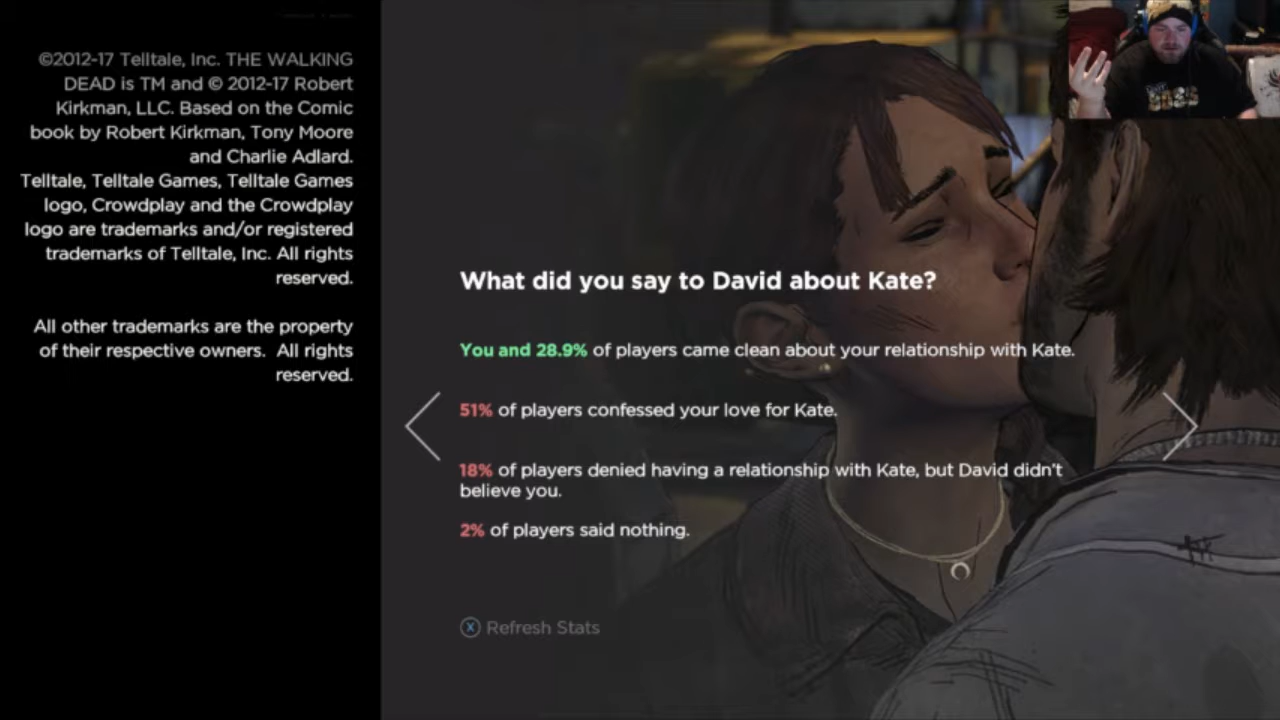 ©2012-17 Telltale, Inc. THE WALKING
DEAD is TM and © 2012-17 Robert
Kirkman, LLC. Based on the Comic
book by Robert Kirkman, Tony Moore
and Charlie Adlard.
Telltale, Telltale Games, Telltale Games
logo, Crowdplay and the Crowdplay
logo are trademarks and/or registered
trademarks of Telltale, Inc. All rights
reserved.
All other trademarks are the property
of their respective owners. All rights
reserved.
What did you say to David about Kate?
You and 28.9% of players came clean about your relationship with Kate.
51% of players confessed your love for Kate.
18% of players denied having a relationship with Kate, but David didn't
believe you.
2% of players said nothing.
X Refresh Stats